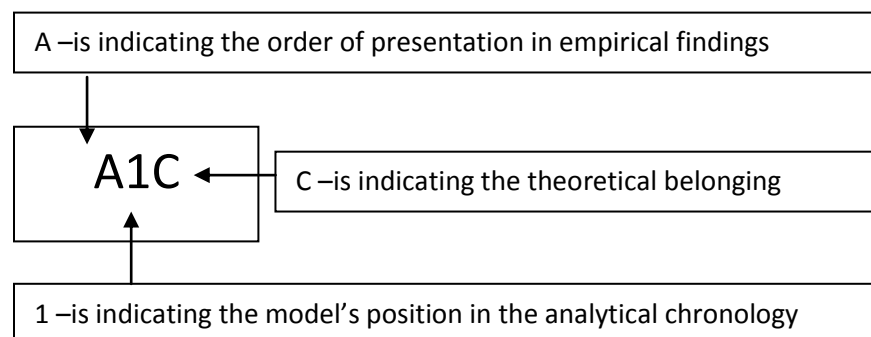 A –is indicating the order of presentation in empirical findings
A1C
C –is indicating the theoretical belonging
1 –is indicating the model’s position in the analytical chronology